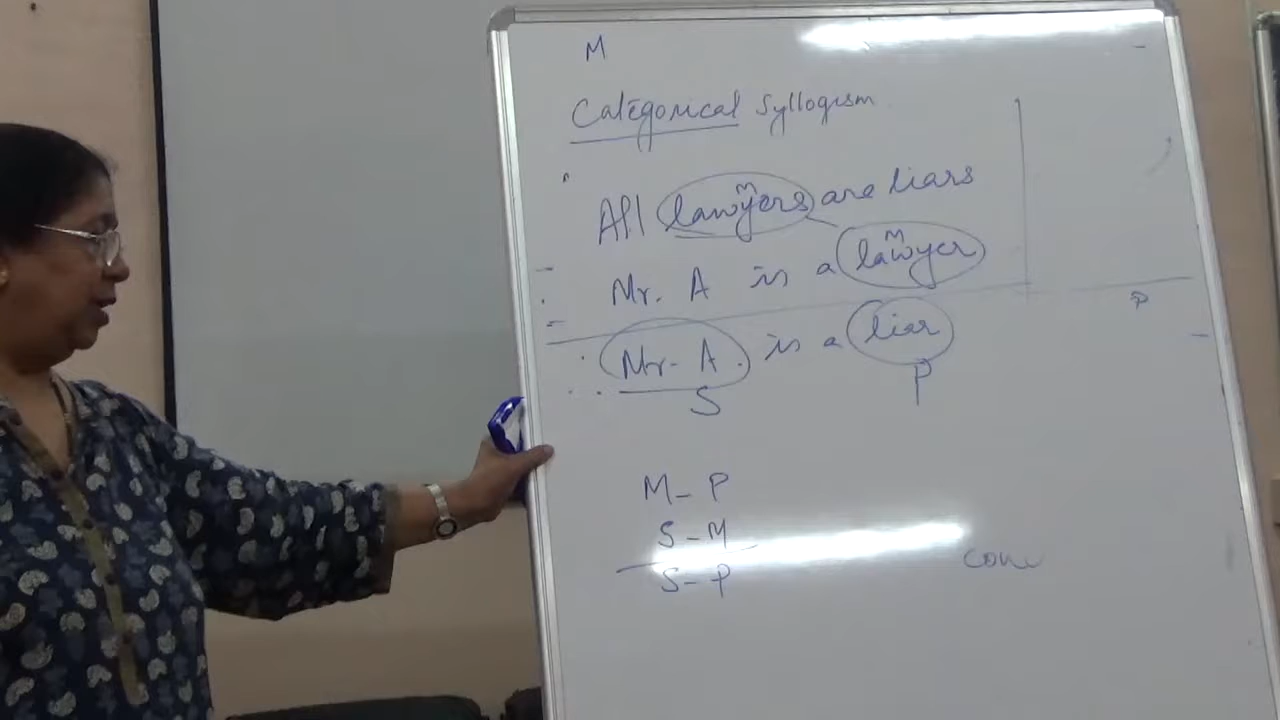 M
Categorical Syllogism
M
All lawyers are liars
M
Mr. A is a lawyer
P
Mr. A. is a liar
S P
M - P
S - M
S - P